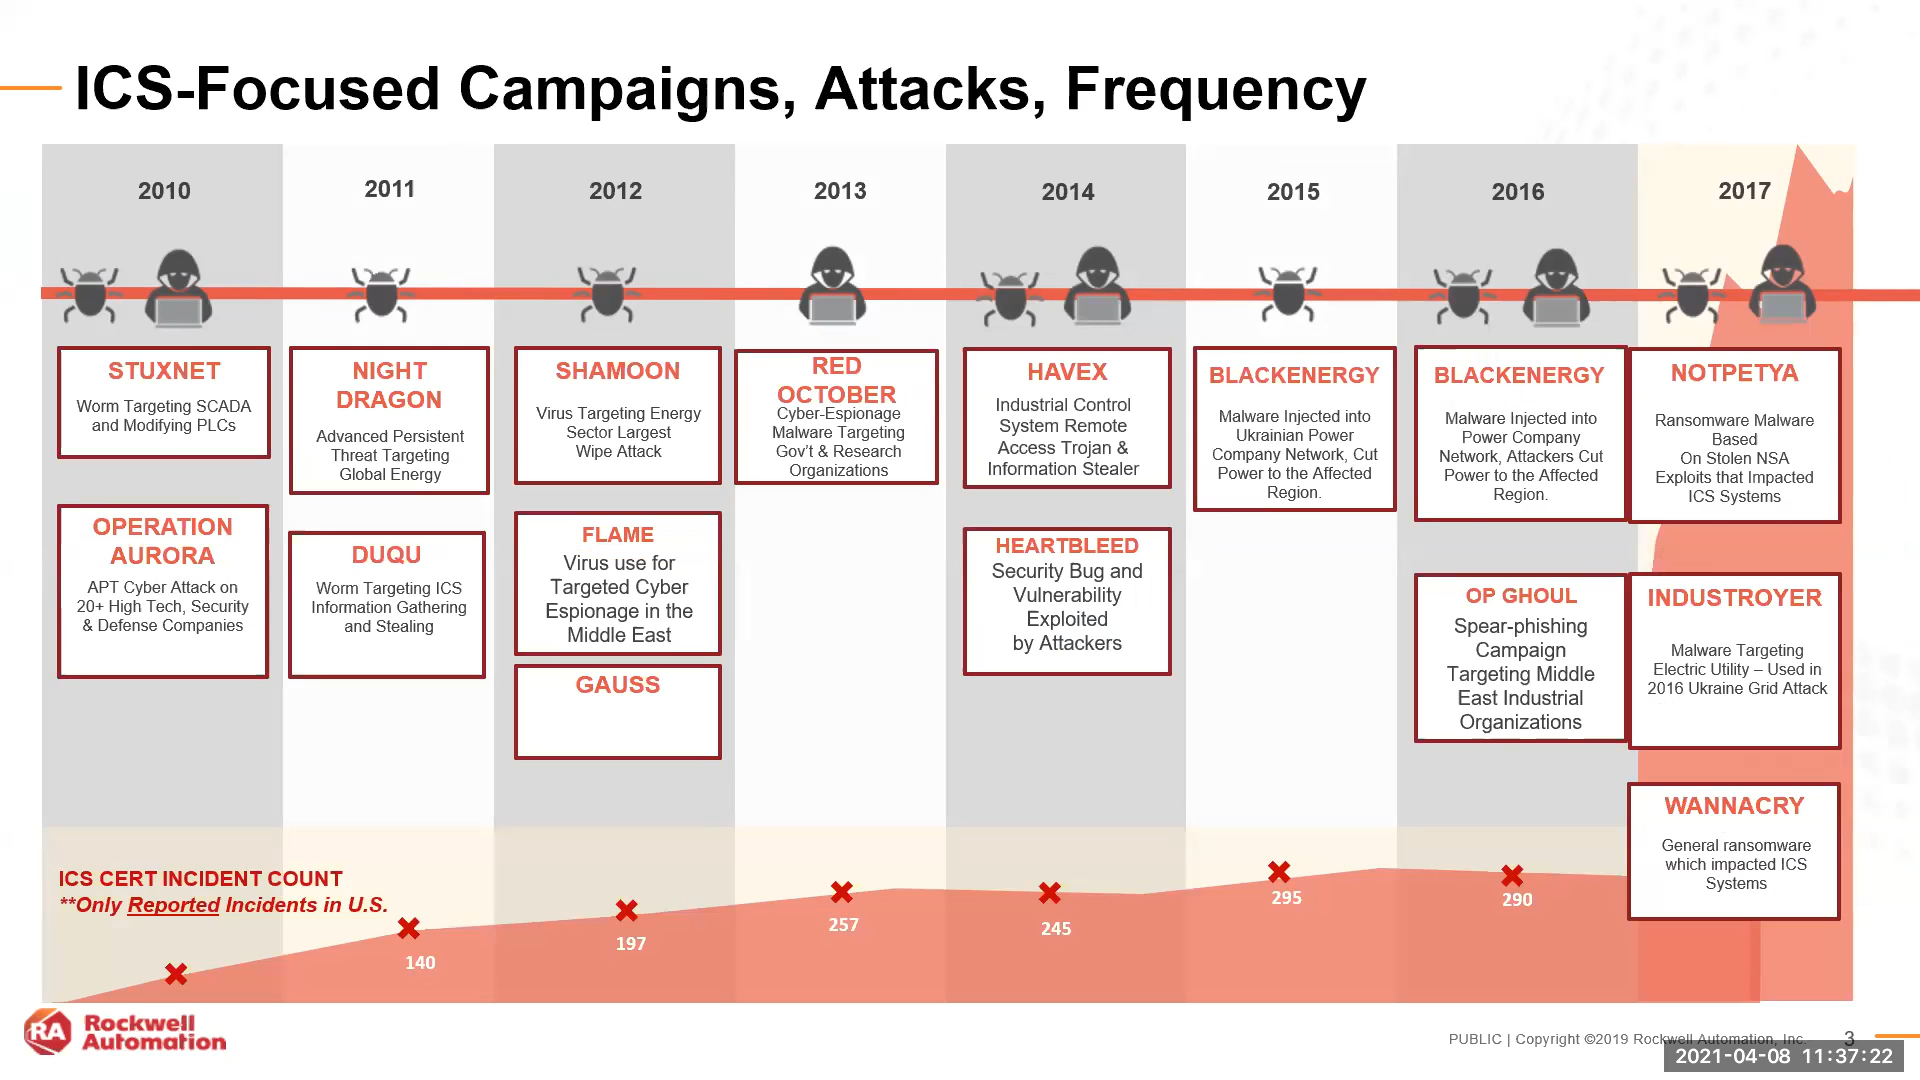 ICS-Focused Campaigns, Attacks, Frequency
2010
2011
2012
2013
2014
2015
2016
2017
STUXNET
Worm Targeting SCADA
and Modifying PLCs
OPERATION
AURORA
APT Cyber Attack on
20+ High Tech, Security
& Defense Companies
NIGHT
DRAGON
Advanced Persistent
Threat Targeting
Global Energy
DUQU
Worm Targeting ICS
Information Gathering
and Stealing
SHAMOON
Virus Targeting Energy
Sector Largest
Wipe Attack
FLAME
Virus use for
Targeted Cyber
Espionage in the
Middle East
GAUSS
RED
OCTOBER
Cyber-Espionage
Malware Targeting
Gov't & Research
Organizations
HAVEX
Industrial Control
System Remote
Access Trojan &
Information Stealer
HEARTBLEED
Security Bug and
Vulnerability
Exploited
by Attackers
BLACKENERGY
Malware Injected into
Ukrainian Power
Company Network, Cut
Power to the Affected
Region.
BLACKENERGY
Malware Injected into
Power Company
Network, Attackers Cut
Power to the Affected
Region.
OP GHOUL
Spear-phishing
Campaign
Targeting Middle
East Industrial
Organizations
NOTPETYA
Ransomware Malware
Based
On Stolen NSA
Exploits that Impacted
ICS Systems
INDUSTROYER
Malware Targeting
Electric Utility – Used in
2016 Ukraine Grid Attack
WANNACRY
General ransomware
which impacted ICS
Systems
ICS CERT INCIDENT COUNT
**Only Reported Incidents in U.S.
140
197
257
245
295
290
RA
Rockwell
Automation
PUBLIC | Copyright ©2019 Rockwell Automation, Inc.
3
2021-04-08 11:37:22